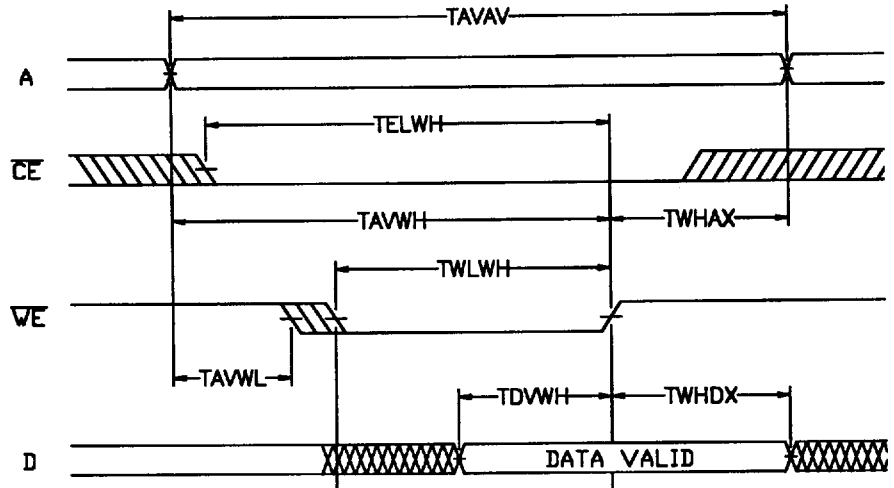 TAVAV
A
TELWH
CE
TAVWH TWHAX
TWLWH
WE
TAVWL
TDVWH TWHDX
D DATA VALID